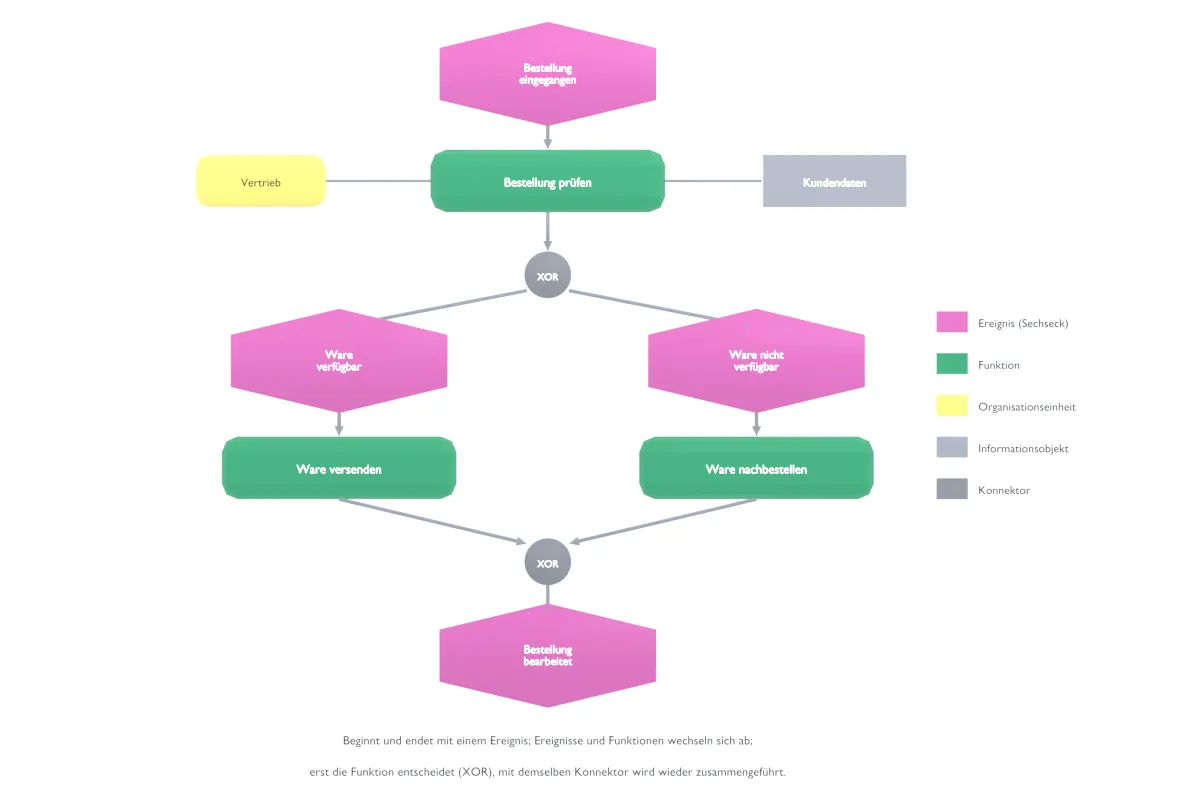 Bestellung
eingegangen
Vertrieb
Bestellung prüfen
Kundendaten
XOR
Ware
verfügbar
Ware nicht
verfügbar
Ware versenden
Ware nachbestellen
XOR
Bestellung
bearbeitet
Ereignis (Sechseck)
Funktion
Organisationseinheit
Informationsobjekt
Konnektor
Beginnt und endet mit einem Ereignis; Ereignisse und Funktionen wechseln sich ab;
erst die Funktion entscheidet (XOR), mit demselben Konnektor wird wieder zusammengeführt.